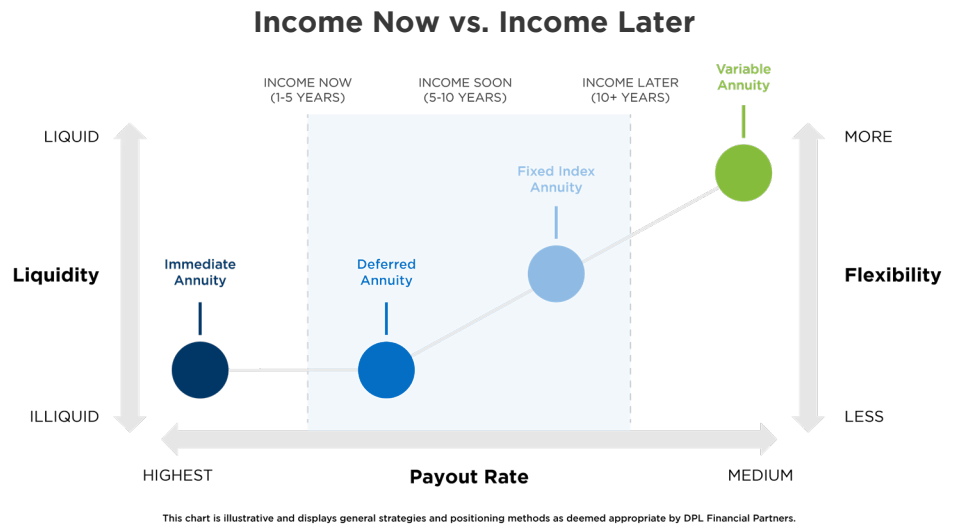 Income Now vs. Income Later
INCOME NOW
(1-5 YEARS)
INCOME SOON
(5-10 YEARS)
INCOME LATER
(10+ YEARS)
Variable
Annuity
LIQUID
MORE
Fixed Index
Annuity
Immediate
Annuity
Deferred
Annuity
Liquidity
Flexibility
ILLIQUID
LESS
HIGHEST
Payout Rate
MEDIUM
This chart is illustrative and displays general strategies and positioning methods as deemed appropriate by DPL Financial Partners.